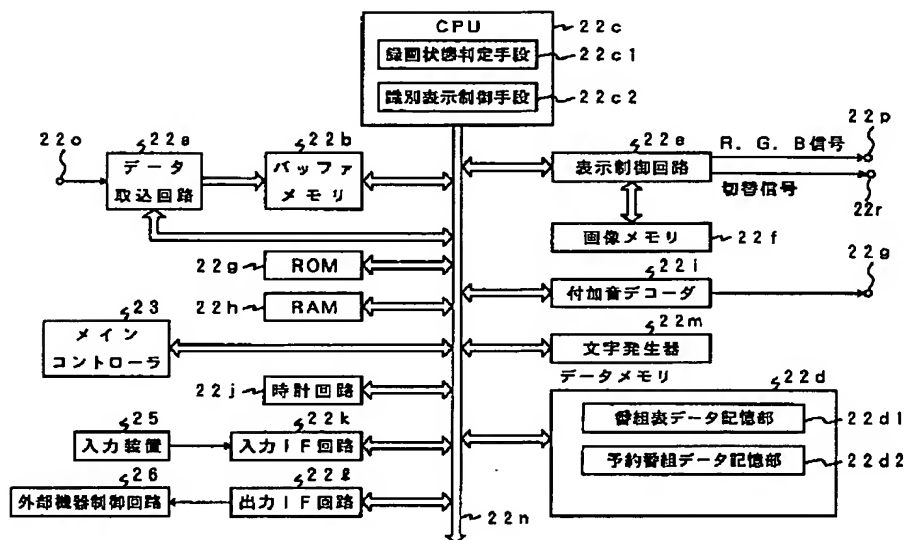 CPU
22c
録画状態判定手段
22c1
識別表示制御手段
22c2
22o
22a
データ
取込回路
22b
バッファ
メモリ
22e
表示制御回路
R．G．B信号
22p
切替信号
22r
画像メモリ
22f
22g
ROM
22h
RAM
22i
付加音デコーダ
22q
23
メイン
コントローラ
22m
文字発生器
22j
時計回路
データメモリ
22d
番組表データ記憶部
22d1
予約番組データ記憶部
22d2
25
入力装置
22k
入力IF回路
26
外部機器制御回路
22ℓ
出力IF回路
22n